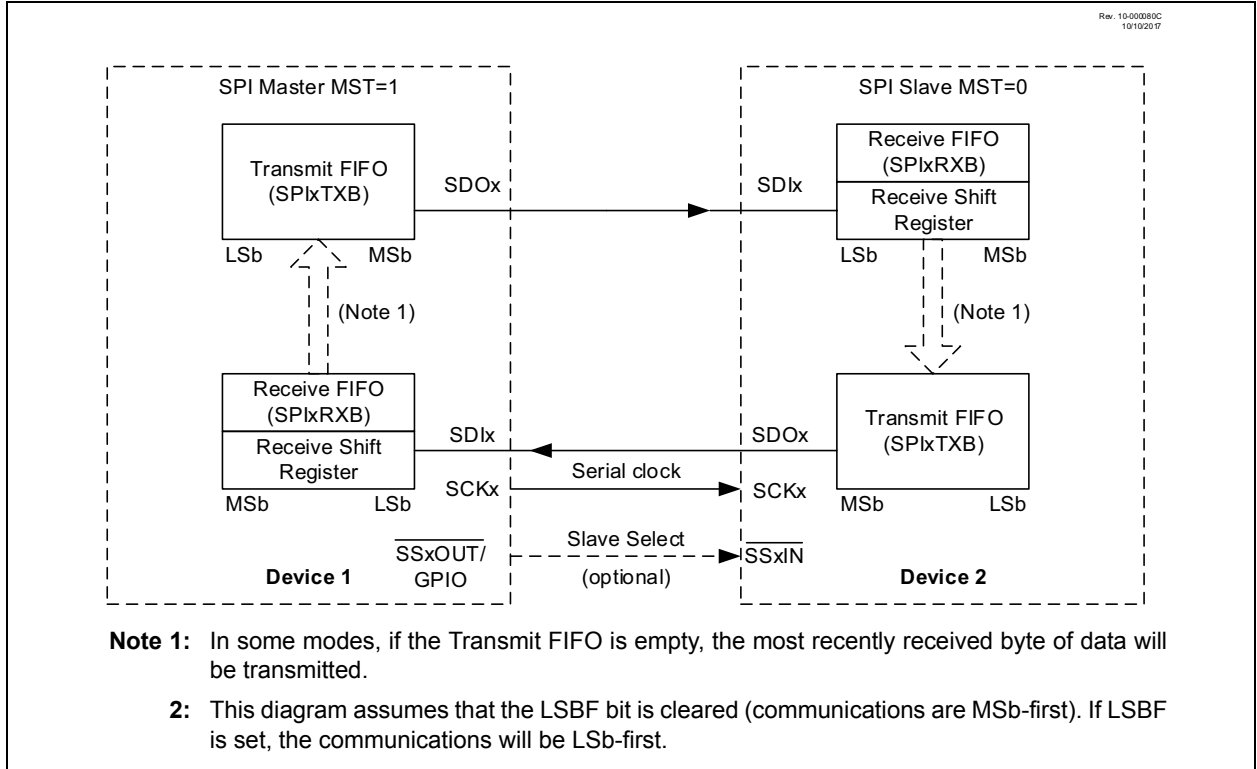 Rev. 10-000080C
10/10/2017
SPI Master MST=1
SPI Slave MST=0
Transmit FIFO
(SPIxTXB)
SDOx
SDIx
Receive FIFO
(SPIxRXB)
Receive Shift
Register
LSb MSb
LSb MSb
(Note 1)
(Note 1)
Receive FIFO
(SPIxRXB)
Receive Shift
Register
SDIx
SDOx
Transmit FIFO
(SPIxTXB)
Serial clock
SCKx
SCKx
MSb LSb
MSb LSb
SSxOUT/
GPIO
Slave Select
(optional)
SSxIN
Device 1
Device 2
Note 1: In some modes, if the Transmit FIFO is empty, the most recently received byte of data will
be transmitted.
2: This diagram assumes that the LSBF bit is cleared (communications are MSb-first). If LSBF
is set, the communications will be LSb-first.